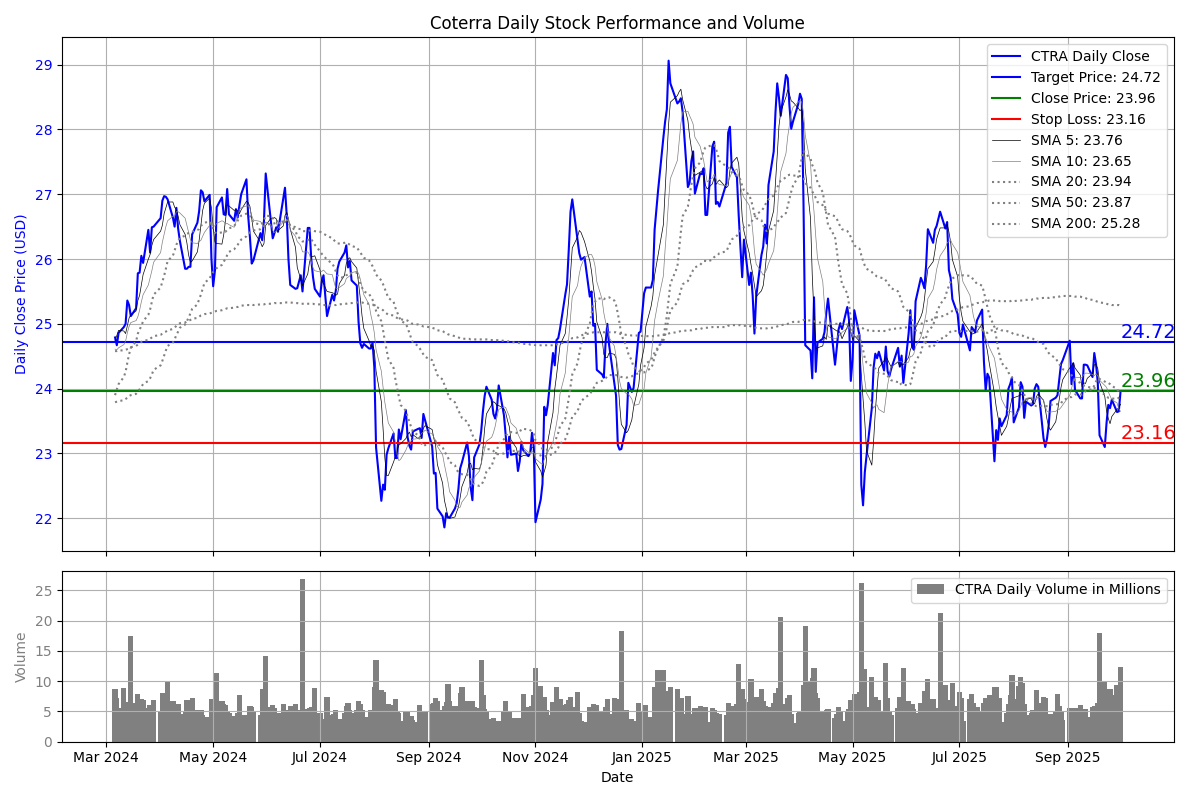 Coterra Daily Stock Performance and Volume
Daily Close Price (USD)
29
28
27
26
25
24
23
22
CTRA Daily Close
Target Price: 24.72
Close Price: 23.96
Stop Loss: 23.16
SMA 5: 23.76
SMA 10: 23.65
SMA 20: 23.94
SMA 50: 23.87
SMA 200: 25.28
24.72
23.96
23.16
Volume
25
20
15
10
5
0
CTRA Daily Volume in Millions
Mar 2024 May 2024 Jul 2024 Sep 2024 Nov 2024 Jan 2025 Mar 2025 May 2025 Jul 2025 Sep 2025
Date